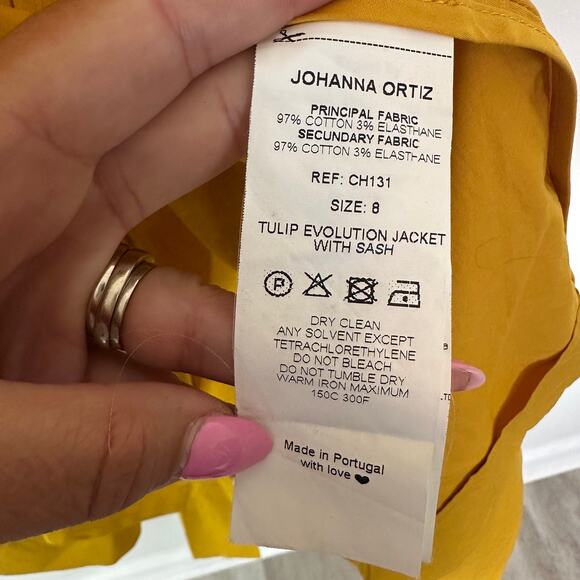 JOHANNA ORTIZ
PRINCIPAL FABRIC
97% COTTON 3% ELASTHANE
SECUNDARY FABRIC
97% COTTON 3% ELASTHANE
REF: CH131
SIZE: 8
TULIP EVOLUTION JACKET
WITH SASH
P
DRY CLEAN
ANY SOLVENT EXCEPT
TETRACHLORETHYLENE
DO NOT BLEACH
DO NOT TUMBLE DRY
WARM IRON MAXIMUM
150C 300F
Made in Portugal
with love ❤